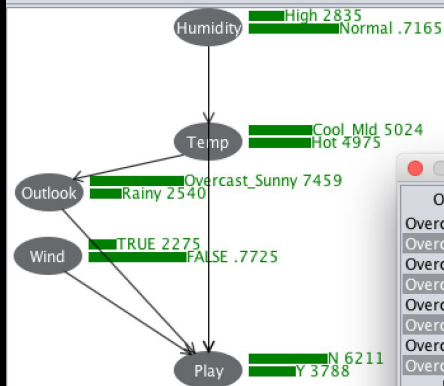 High 2835
Humidity
Normal .7165
Cool_Mld 5024
Temp
Hot 4975
Overcast_Sunny 7459
Outlook
Rainy 2540
TRUE 2275
Wind
FALSE .7725
N 6211
Play
Y 3788
O
Overc
Overc
Overc
Overc
Overc
Overc
Overc
Overc